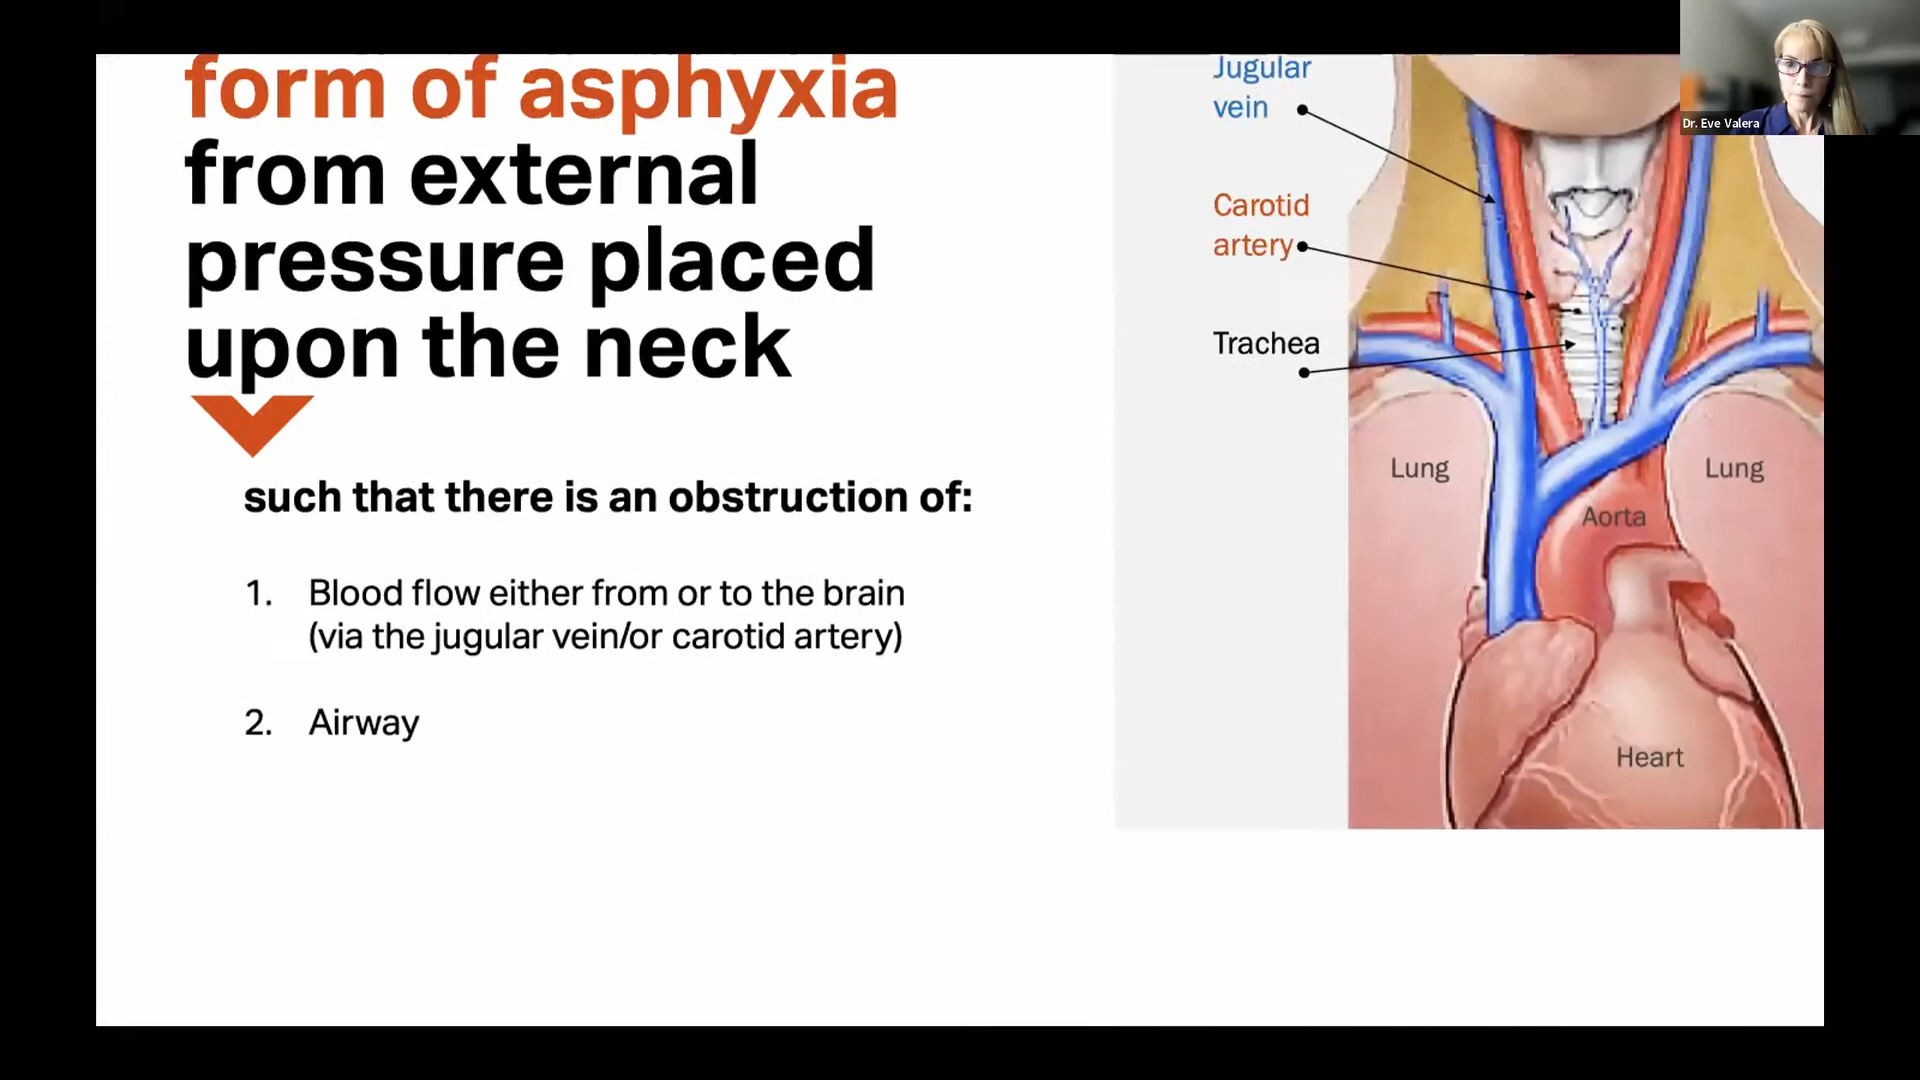 form of asphyxia
from external
pressure placed
upon the neck
such that there is an obstruction of:
1. Blood flow either from or to the brain
(via the jugular vein/or carotid artery)
2. Airway
Jugular
vein
Carotid
artery
Trachea
Lung
Lung
Aorta
Heart
Dr. Eve Valera